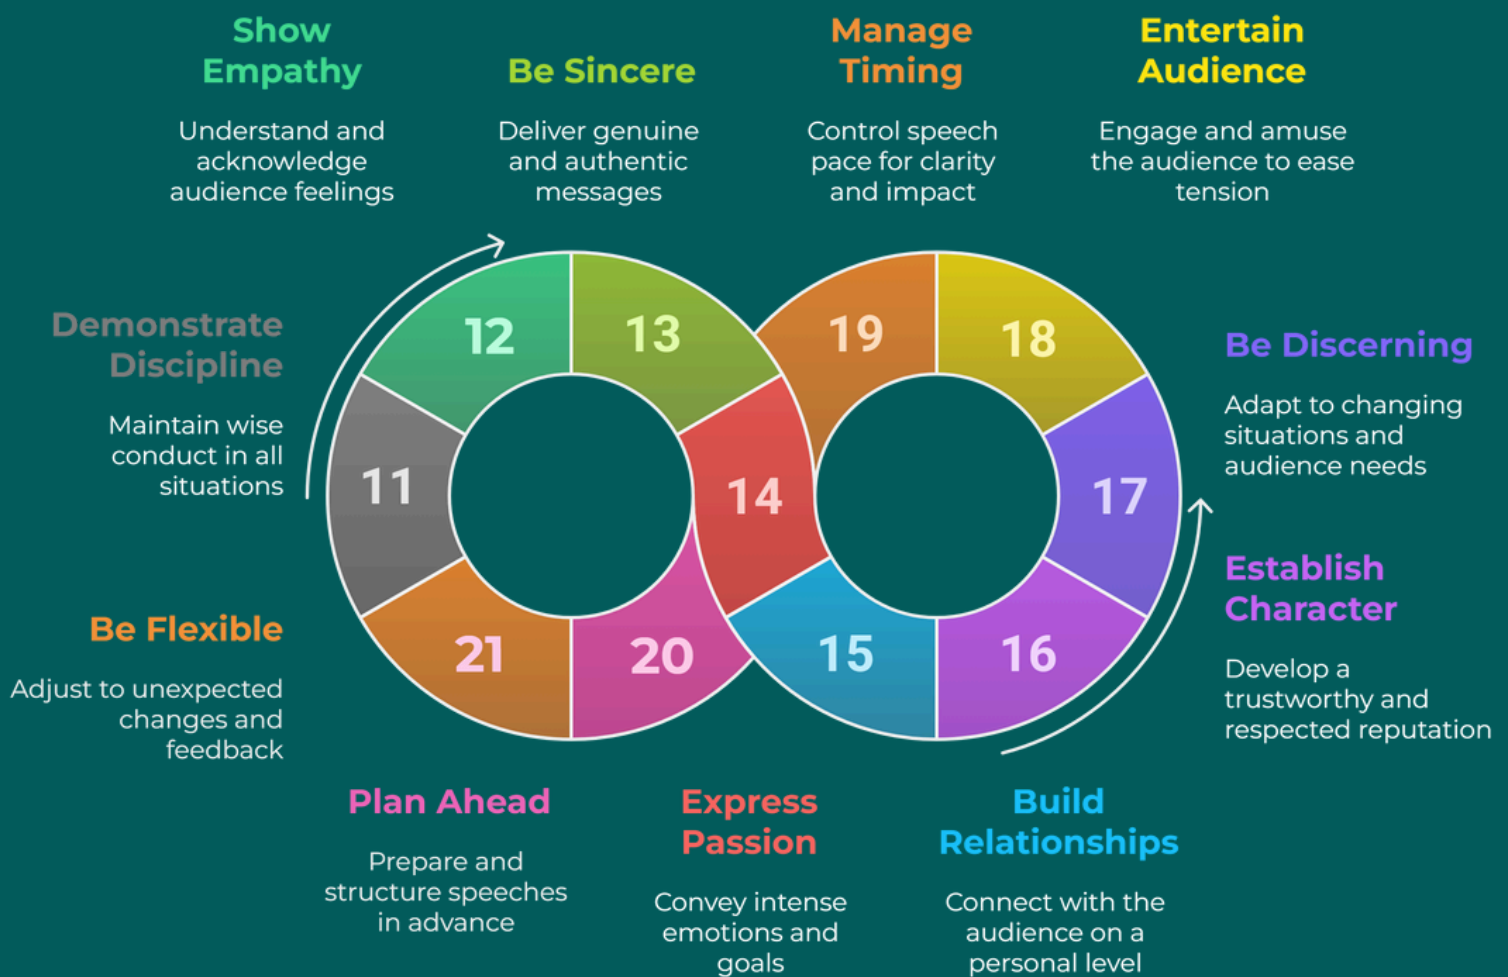 Show
Empathy
Understand and
acknowledge
audience feelings
Be Sincere
Deliver genuine
and authentic
messages
Manage
Timing
Control speech
pace for clarity
and impact
Entertain
Audience
Engage and amuse
the audience to ease
tension
Demonstrate
Discipline
Maintain wise
conduct in all
situations
12
13
19
18
11
14
17
21
20
15
16
Be Discerning
Adapt to changing
situations and
audience needs
Establish
Character
Develop a
trustworthy and
respected reputation
Be Flexible
Adjust to unexpected
changes and
feedback
Plan Ahead
Prepare and
structure speeches
in advance
Express
Passion
Convey intense
emotions and
goals
Build
Relationships
Connect with the
audience on a
personal level